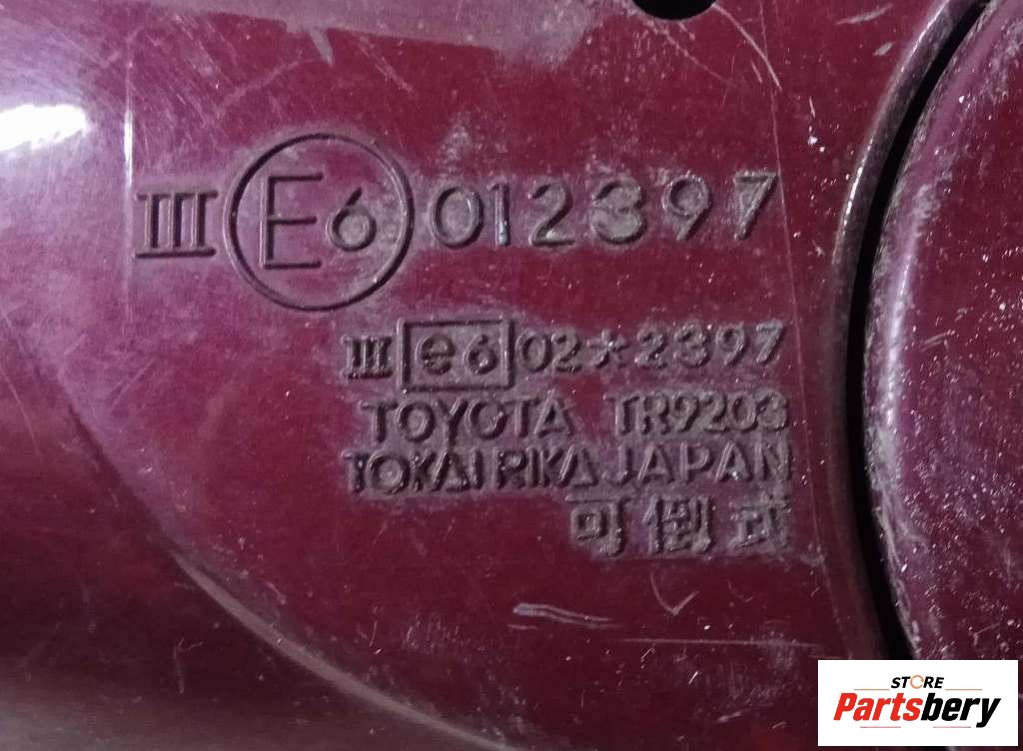 III E6 012397
III e6 02*2397
TOYOTA TR9203
TOKAI RIKA JAPAN
可倒式
STORE
Partsbery